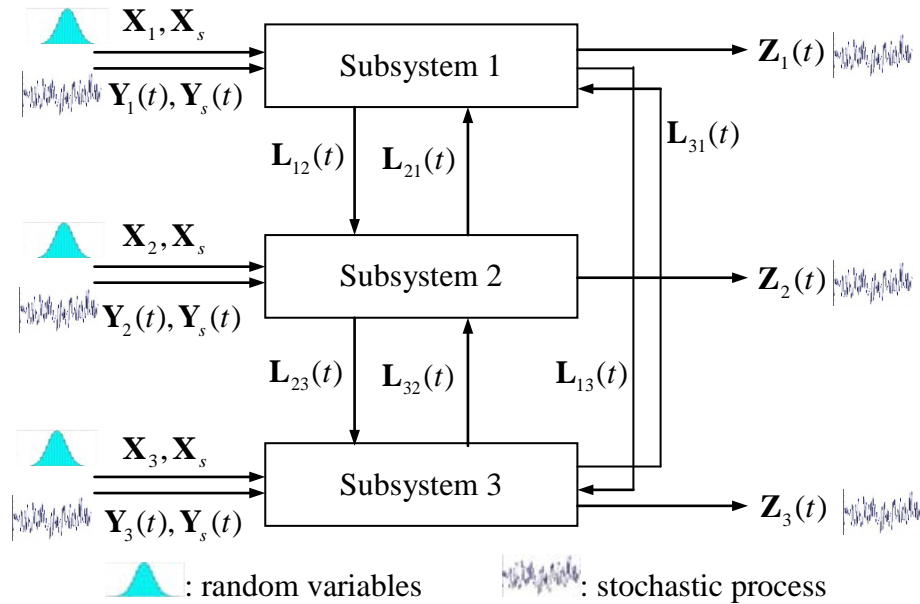 X₁, Xₛ
Y₁(t), Yₛ(t)
Subsystem 1
Z₁(t)
L₁₂(t)
L₂₁(t)
L₃₁(t)
X₂, Xₛ
Y₂(t), Yₛ(t)
Subsystem 2
Z₂(t)
L₂₃(t)
L₃₂(t)
L₁₃(t)
X₃, Xₛ
Y₃(t), Yₛ(t)
Subsystem 3
Z₃(t)
: random variables
: stochastic process